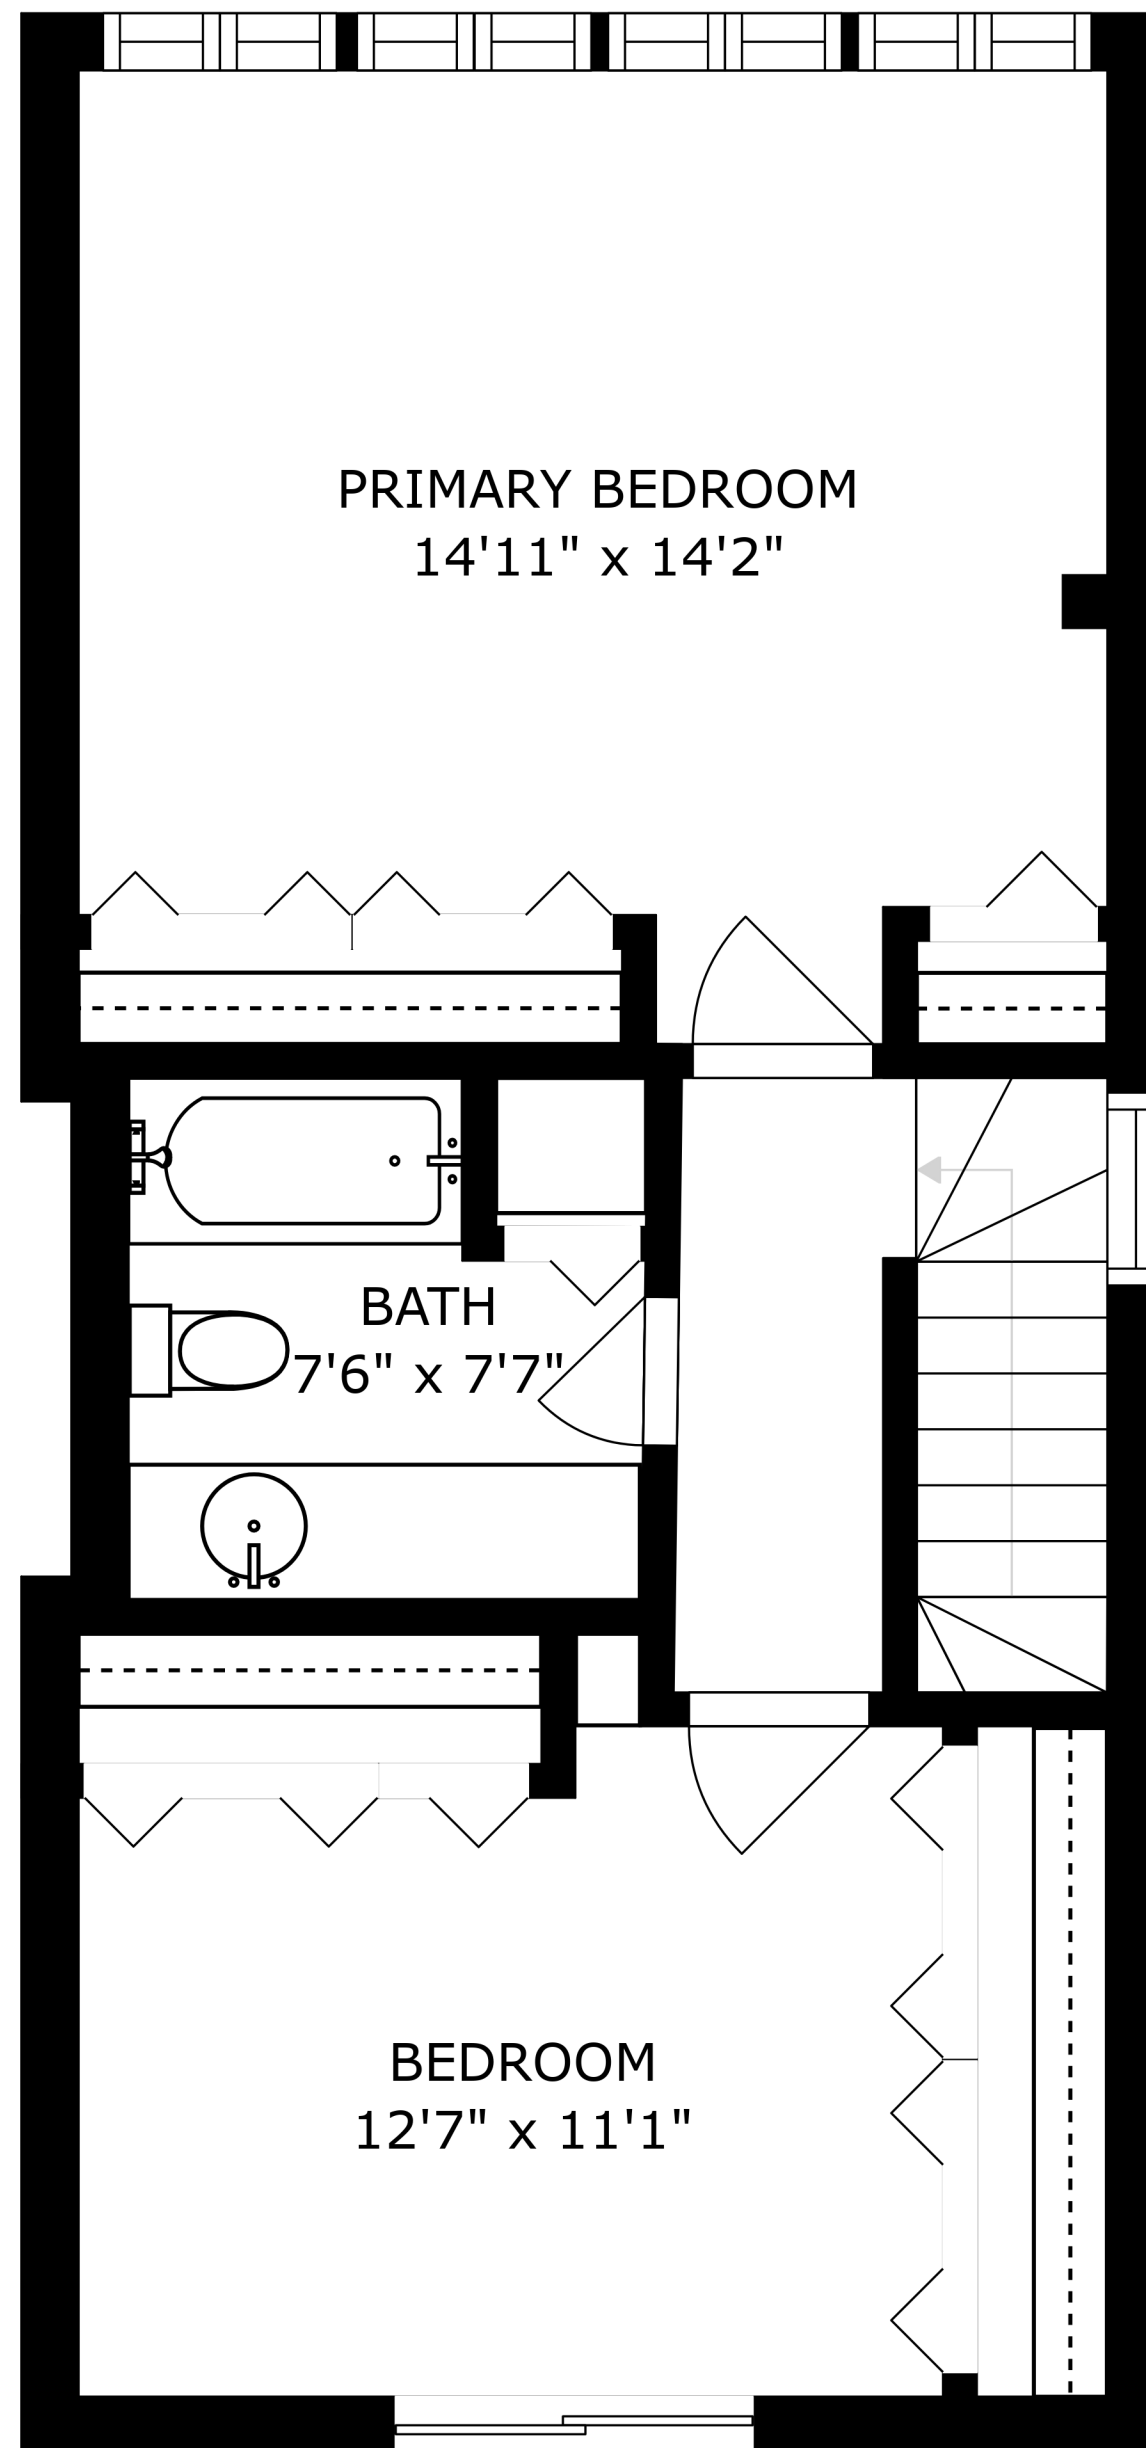 PRIMARY BEDROOM
14'11" x 14'2"
BATH
7'6" x 7'7"
BEDROOM
12'7" x 11'1"